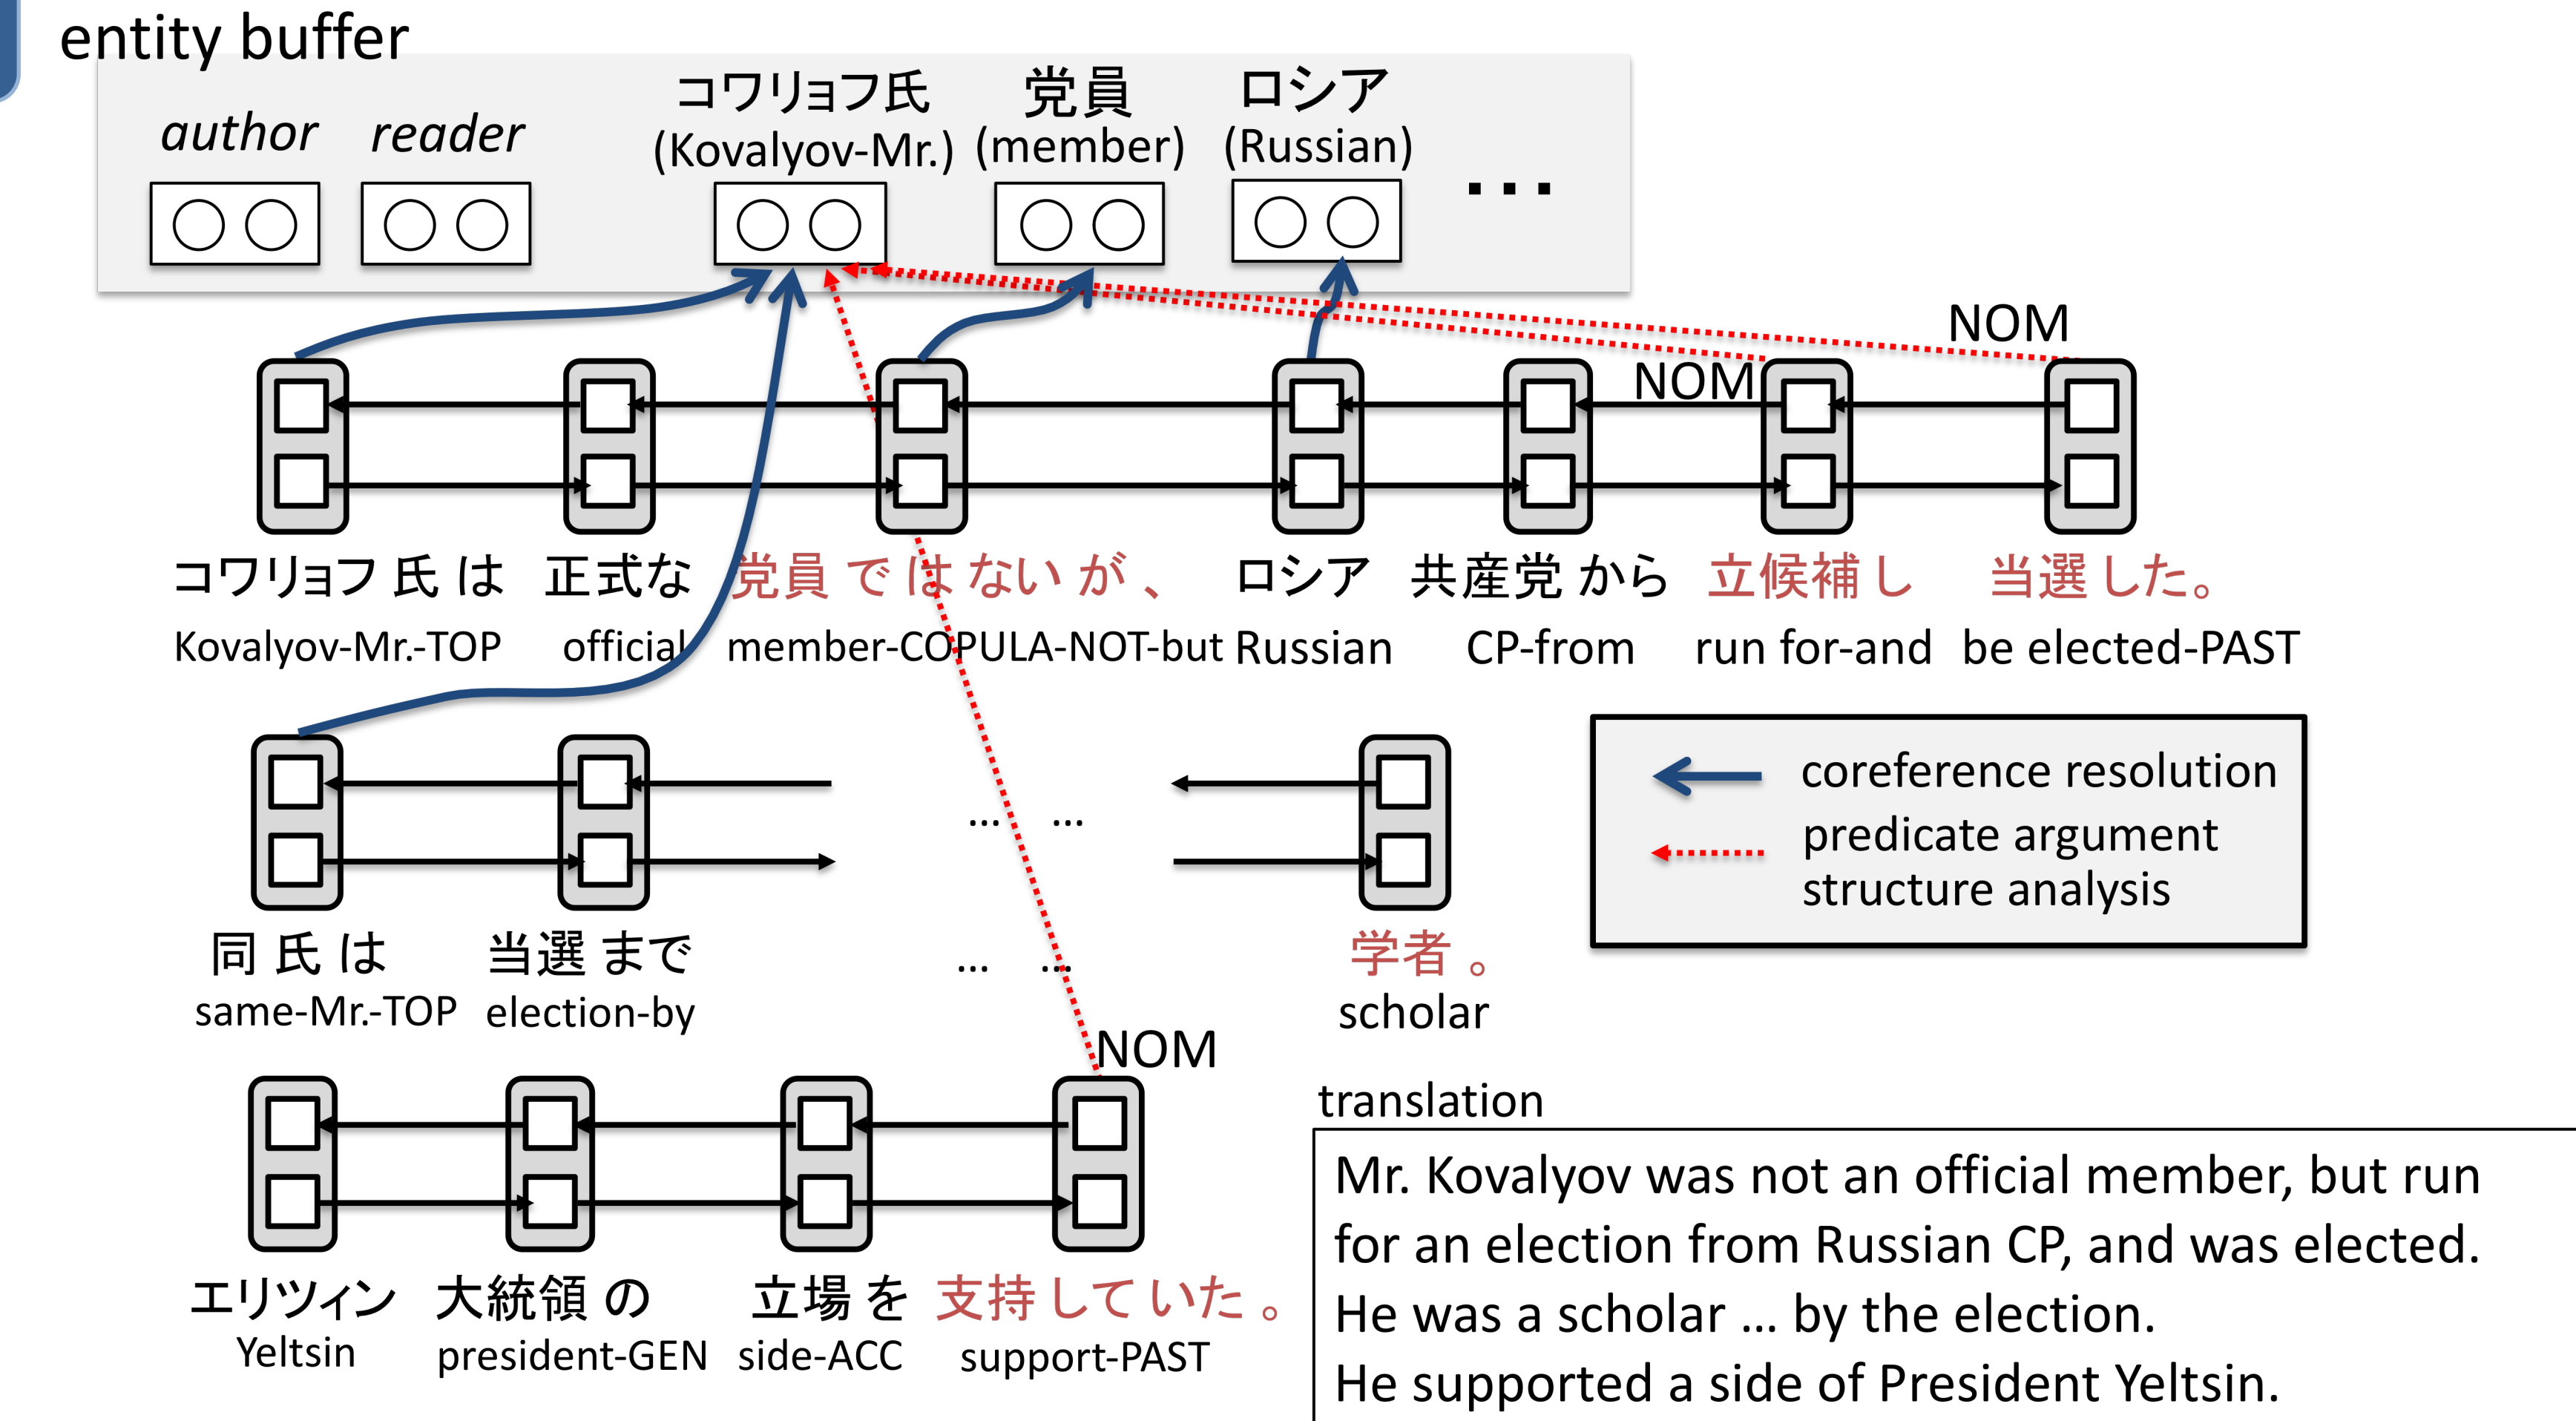 entity buffer
author reader コワリョフ氏 党員 ロシア
(Kovalyov-Mr.) (member) (Russian)
...
NOM
NOM
コワリョフ 氏 は 正式な 党員 で は ない が 、 ロシア 共産党 から 立候補し 当選 した 。
Kovalyov-Mr.-TOP official member-COPULA-NOT-but Russian CP-from run for-and be elected-PAST
coreference resolution
predicate argument
structure analysis
... ...
同 氏 は 当選 まで ... ... 学者 。
same-Mr.-TOP election-by scholar
NOM
エリツィン 大統領 の 立場 を 支持 して いた 。
Yeltsin president-GEN side-ACC support-PAST
translation
Mr. Kovalyov was not an official member, but run
for an election from Russian CP, and was elected.
He was a scholar ... by the election.
He supported a side of President Yeltsin.